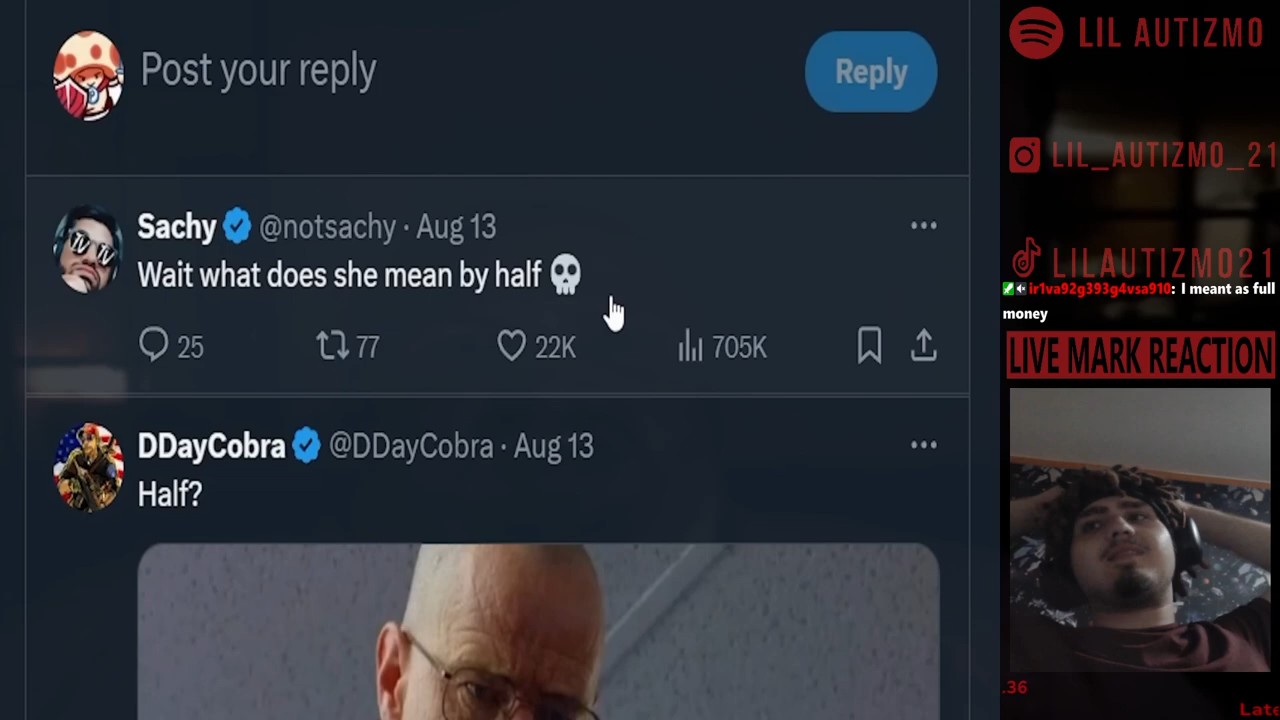 Post your reply
Reply
Sachy @notsachy · Aug 13
Wait what does she mean by half 💀
25 77 22K 705K
DDayCobra @DDayCobra · Aug 13
Half?
LIL AUTIZMO
LIL_AUTIZMO_21
LILAUTIZMO21
ir1va92g393g4vsa910: I meant as full
money
LIVE MARK REACTION
.36
Late